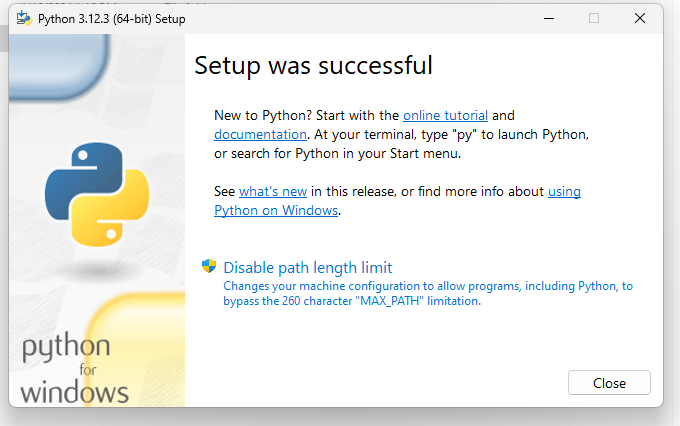 Python 3.12.3 (64-bit) Setup
Setup was successful
New to Python? Start with the online tutorial and
documentation. At your terminal, type "py" to launch Python,
or search for Python in your Start menu.
See what's new in this release, or find more info about using
Python on Windows.
Disable path length limit
Changes your machine configuration to allow programs, including Python, to
bypass the 260 character "MAX_PATH" limitation.
python
for
windows
Close